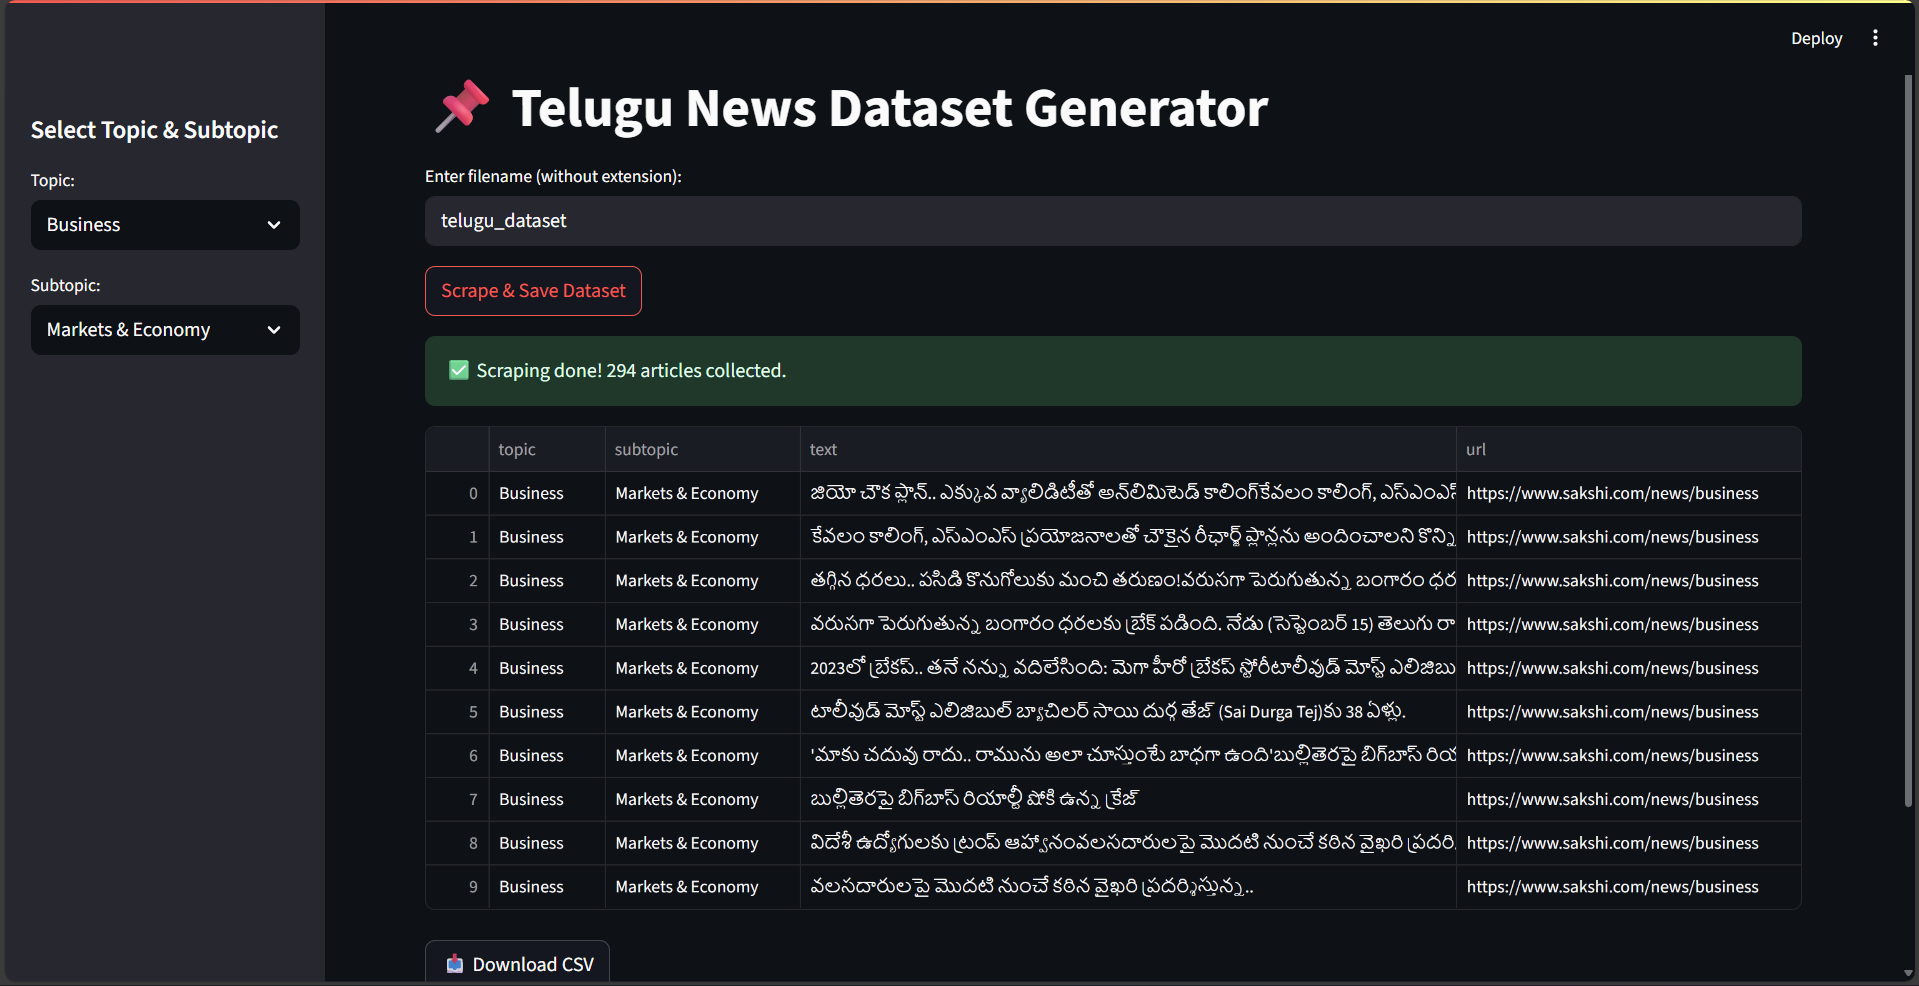 Deploy
Select Topic & Subtopic
Topic:
Business
Subtopic:
Markets & Economy
📌 Telugu News Dataset Generator
Enter filename (without extension):
telugu_dataset
Scrape & Save Dataset
✅ Scraping done! 294 articles collected.
topic subtopic text url
0 Business Markets & Economy జియో చౌక ప్లాన్.. ఎక్కువ వ్యాలిడిటీతో అన్‌లిమిటెడ్ కాలింగ్‌కేవలం కాలింగ్, ఎస్ఎంఎస్ https://www.sakshi.com/news/business
1 Business Markets & Economy కేవలం కాలింగ్, ఎస్ఎంఎస్ ప్రయోజనాలతో చౌకైన రీఛార్జ్ ప్లాన్లను అందించాలని కొన్ని https://www.sakshi.com/news/business
2 Business Markets & Economy తగ్గిన ధరలు.. పసిడి కొనుగోలుకు మంచి తరుణం!వరుసగా పెరుగుతున్న బంగారం ధర https://www.sakshi.com/news/business
3 Business Markets & Economy వరుసగా పెరుగుతున్న బంగారం ధరలకు బ్రేక్ పడింది. నేడు (సెప్టెంబర్ 15) తెలుగు రా https://www.sakshi.com/news/business
4 Business Markets & Economy 2023లో బ్రేకప్.. తనే నన్ను వదిలేసింది: మెగా హీరో బ్రేకప్ స్టోరీటాలీవుడ్ మోస్ట్ ఎలిజిబు https://www.sakshi.com/news/business
5 Business Markets & Economy టాలీవుడ్ మోస్ట్ ఎలిజిబుల్ బ్యాచిలర్ సాయి దుర్గ తేజ్ (Sai Durga Tej)కు 38 ఏళ్లు. https://www.sakshi.com/news/business
6 Business Markets & Economy 'మాకు చదువు రాదు.. రామును అలా చూస్తుంటే బాధగా ఉంది'బుల్లితెరపై బిగ్‌బాస్ రియ https://www.sakshi.com/news/business
7 Business Markets & Economy బుల్లితెరపై బిగ్‌బాస్ రియాల్టీ షోకి ఉన్న క్రేజ్ https://www.sakshi.com/news/business
8 Business Markets & Economy విదేశీ ఉద్యోగులకు ట్రంప్ ఆహ్వానంవలసదారులపై మొదటి నుంచే కఠిన వైఖరి ప్రదరి https://www.sakshi.com/news/business
9 Business Markets & Economy వలసదారులపై మొదటి నుంచే కఠిన వైఖరి ప్రదర్శిస్తున్న.. https://www.sakshi.com/news/business
Download CSV